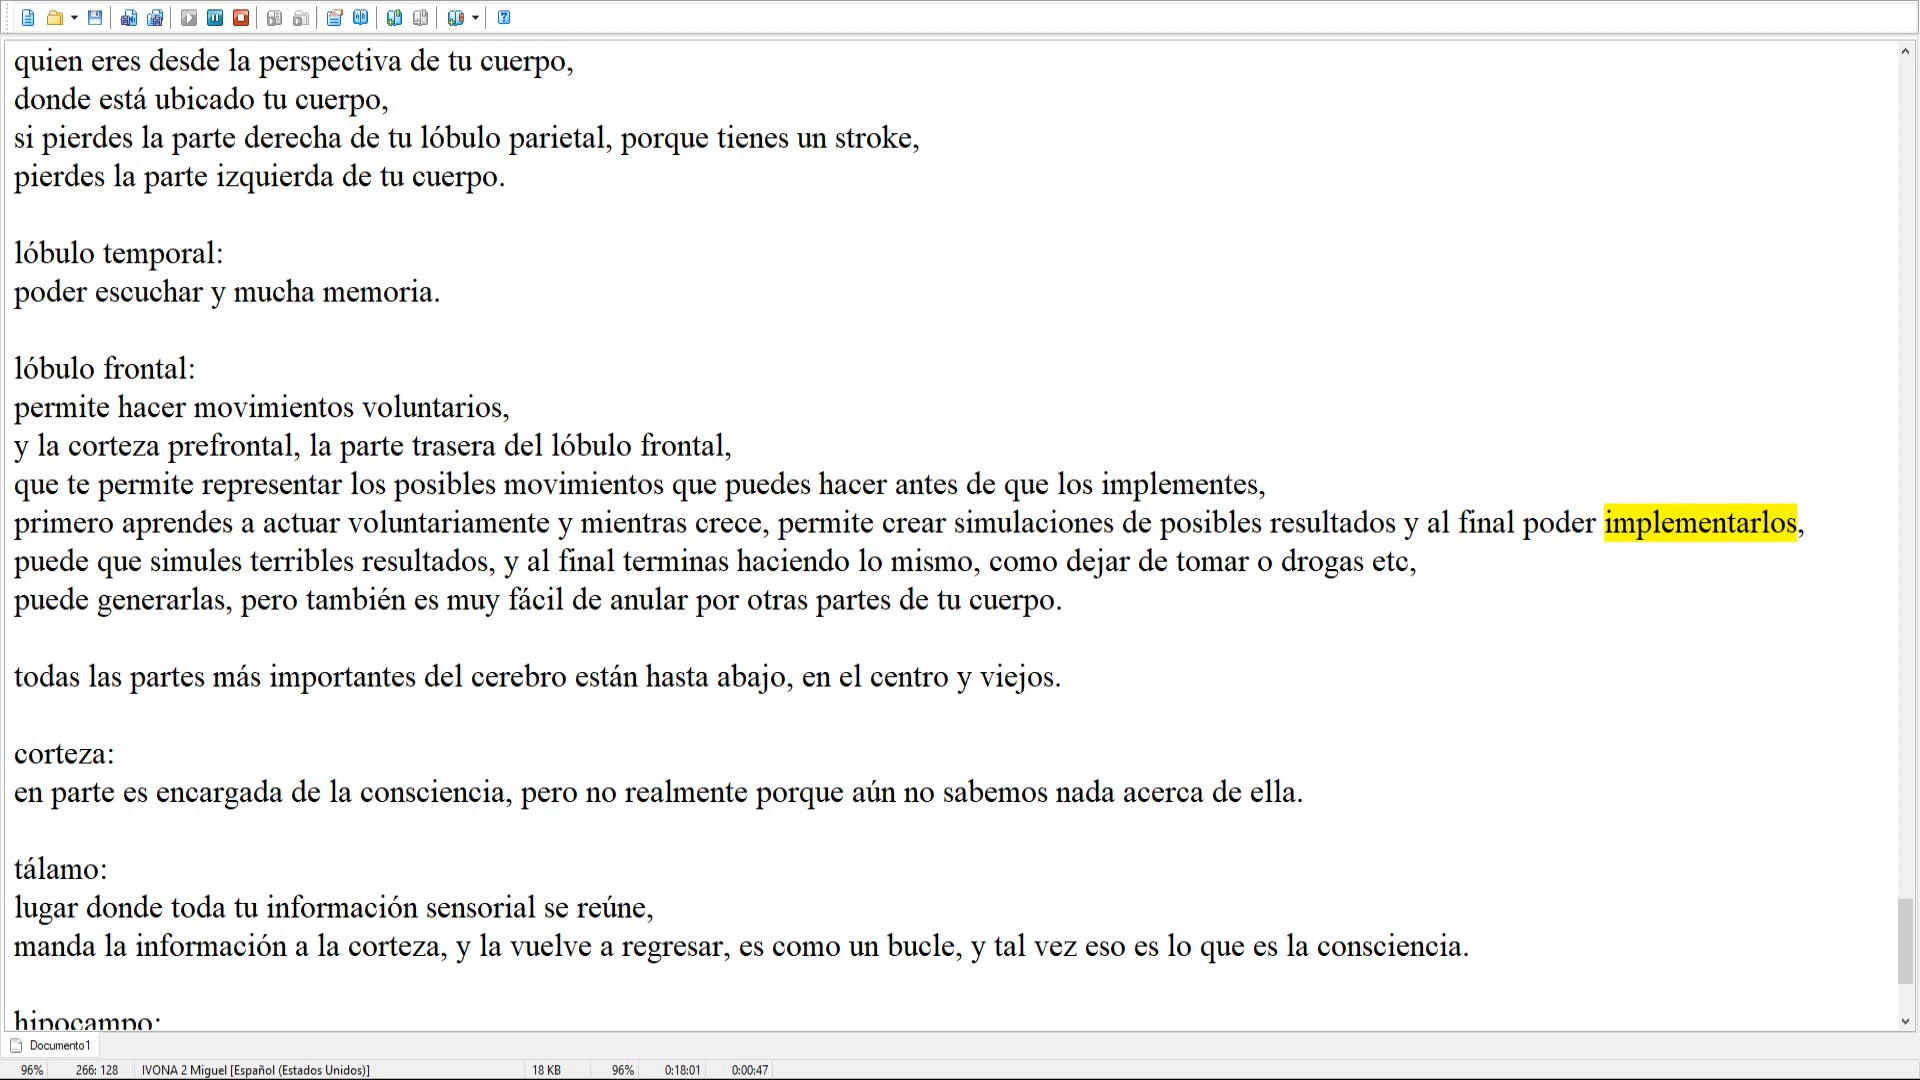 quien eres desde la perspectiva de tu cuerpo,
donde está ubicado tu cuerpo,
si pierdes la parte derecha de tu lóbulo parietal, porque tienes un stroke,
pierdes la parte izquierda de tu cuerpo.
lóbulo temporal:
poder escuchar y mucha memoria.
lóbulo frontal:
permite hacer movimientos voluntarios,
y la corteza prefrontal, la parte trasera del lóbulo frontal,
que te permite representar los posibles movimientos que puedes hacer antes de que los implementes,
primero aprendes a actuar voluntariamente y mientras crece, permite crear simulaciones de posibles resultados y al final poder implementarlos,
puede que simules terribles resultados, y al final terminas haciendo lo mismo, como dejar de tomar o drogas etc,
puede generarlas, pero también es muy fácil de anular por otras partes de tu cuerpo.
todas las partes más importantes del cerebro están hasta abajo, en el centro y viejos.
corteza:
en parte es encargada de la consciencia, pero no realmente porque aún no sabemos nada acerca de ella.
tálamo:
lugar donde toda tu información sensorial se reúne,
manda la información a la corteza, y la vuelve a regresar, es como un bucle, y tal vez eso es lo que es la consciencia.
hipocampo:
Documento1
96% 266: 128 IVONA 2 Miguel [Español (Estados Unidos)] 18 KB 96% 0:18:01 0:00:47